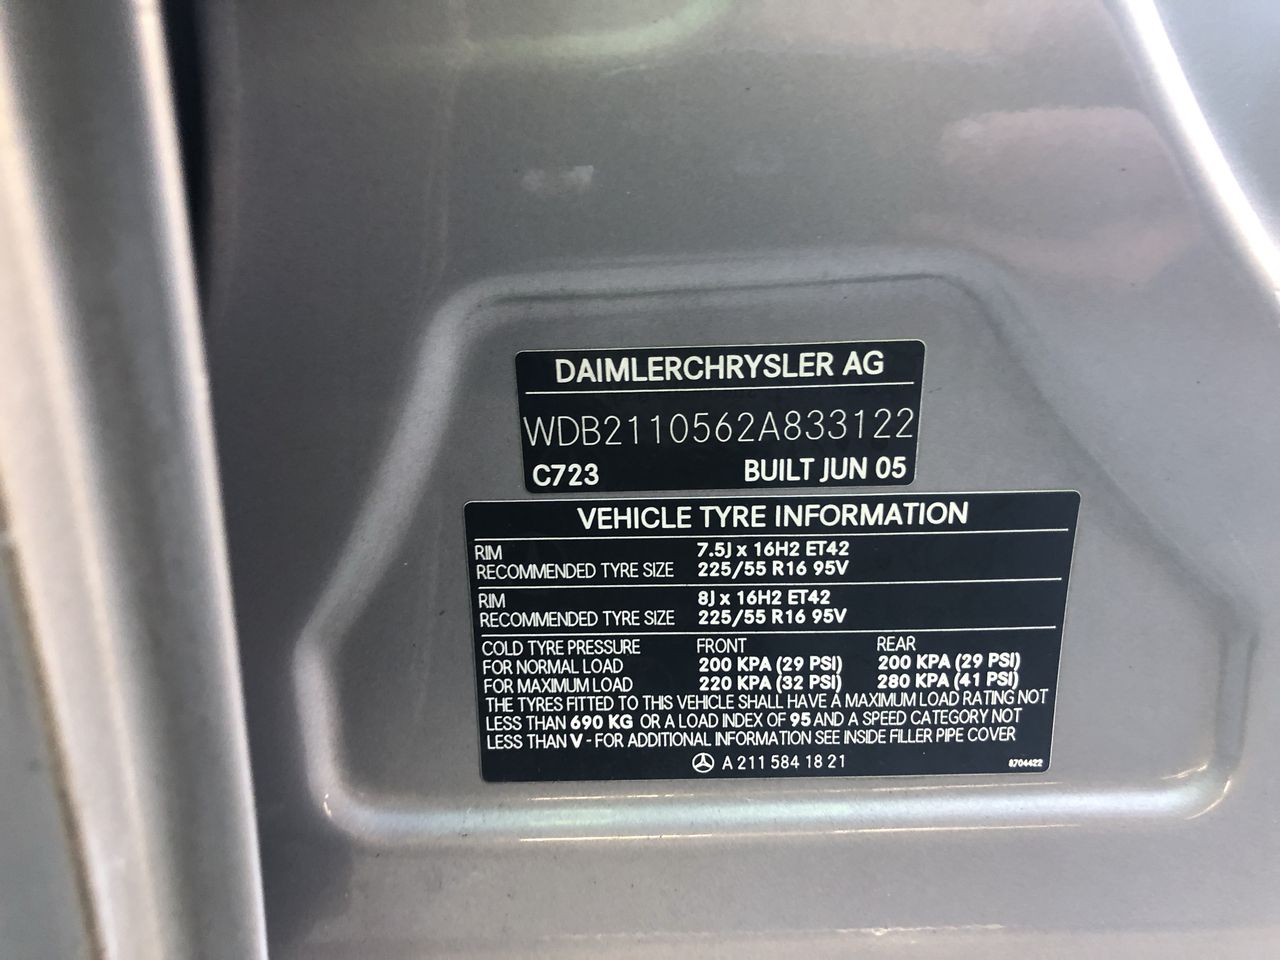 DAIMLERCHRYSLER AG
WDB2110562A833122
C723 BUILT JUN 05
VEHICLE TYRE INFORMATION
RIM 7.5J x 16H2 ET42
RECOMMENDED TYRE SIZE 225/55 R16 95V
RIM 8J x 16H2 ET42
RECOMMENDED TYRE SIZE 225/55 R16 95V
COLD TYRE PRESSURE FRONT REAR
FOR NORMAL LOAD 200 KPA (29 PSI) 200 KPA (29 PSI)
FOR MAXIMUM LOAD 220 KPA (32 PSI) 280 KPA (41 PSI)
THE TYRES FITTED TO THIS VEHICLE SHALL HAVE A MAXIMUM LOAD RATING NOT
LESS THAN 690 KG OR A LOAD INDEX OF 95 AND A SPEED CATEGORY NOT
LESS THAN V - FOR ADDITIONAL INFORMATION SEE INSIDE FILLER PIPE COVER
A 211 584 18 21 8704422